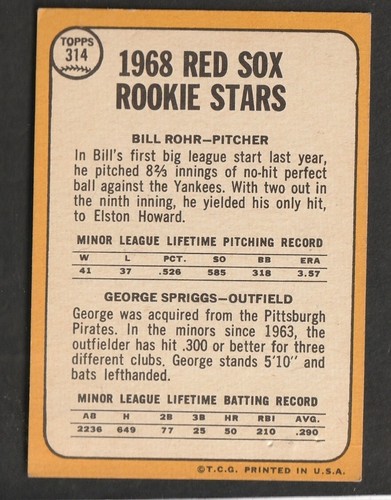 TOPPS
314
1968 RED SOX
ROOKIE STARS
BILL ROHR—PITCHER
In Bill's first big league start last year,
he pitched 8⅔ innings of no-hit perfect
ball against the Yankees. With two out in
the ninth inning, he yielded his only hit,
to Elston Howard.
MINOR LEAGUE LIFETIME PITCHING RECORD
W L PCT. SO BB ERA
41 37 .526 585 318 3.57
GEORGE SPRIGGS—OUTFIELD
George was acquired from the Pittsburgh
Pirates. In the minors since 1963, the
outfielder has hit .300 or better for three
different clubs. George stands 5'10" and
bats lefthanded.
MINOR LEAGUE LIFETIME BATTING RECORD
AB H 2B 3B HR RBI AVG.
2236 649 77 25 50 210 .290
©T.C.G. PRINTED IN U.S.A.